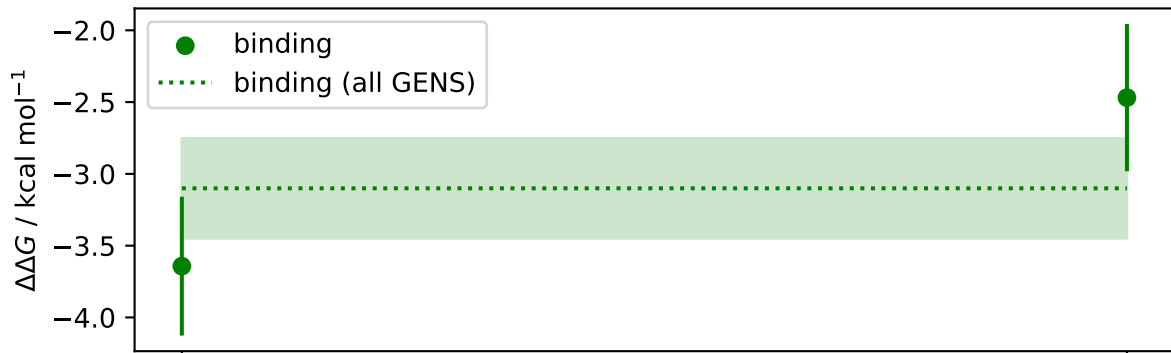 −2.0
−2.5
−3.0
−3.5
−4.0
ΔΔG / kcal mol⁻¹
binding
binding (all GENS)